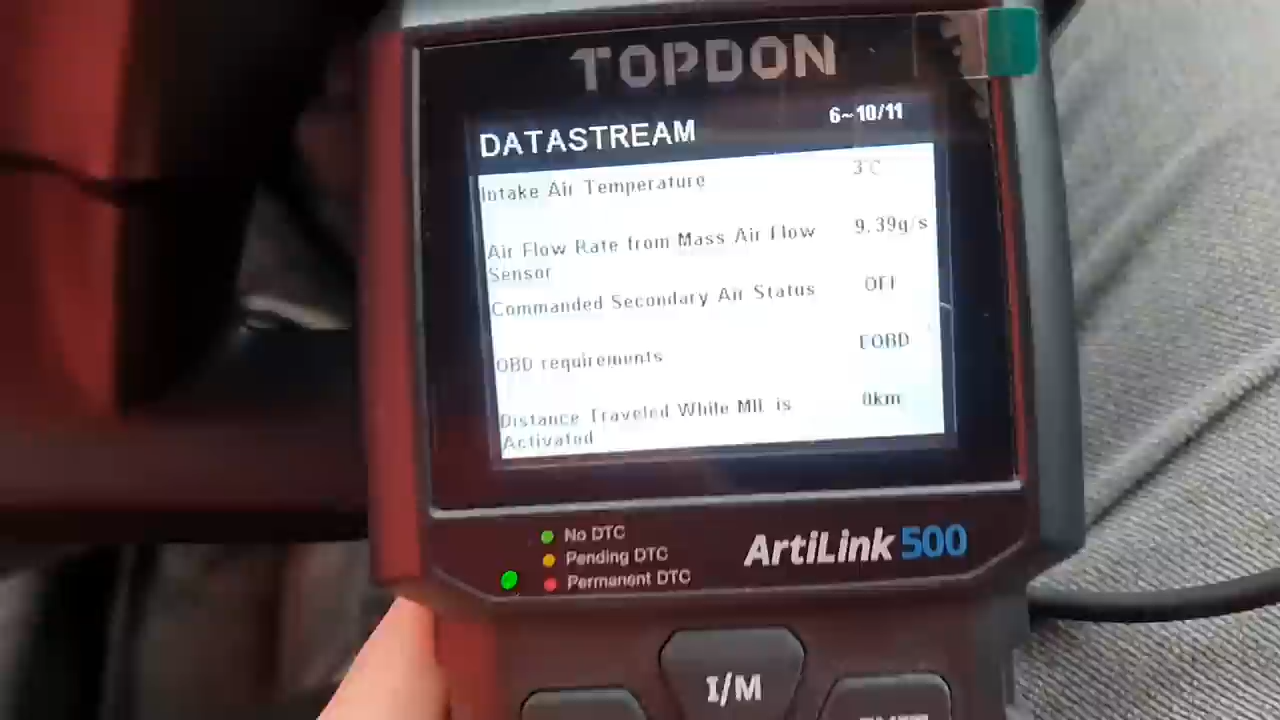 TOPDON
DATASTREAM 6~10/11
Intake Air Temperature 3℃
Air Flow Rate from Mass Air Flow 9.39g/s
Sensor
Commanded Secondary Air Status OFF
OBD requirements EOBD
Distance Traveled While MIL is 0km
Activated
No DTC
Pending DTC
Permanent DTC
ArtiLink 500
I/M